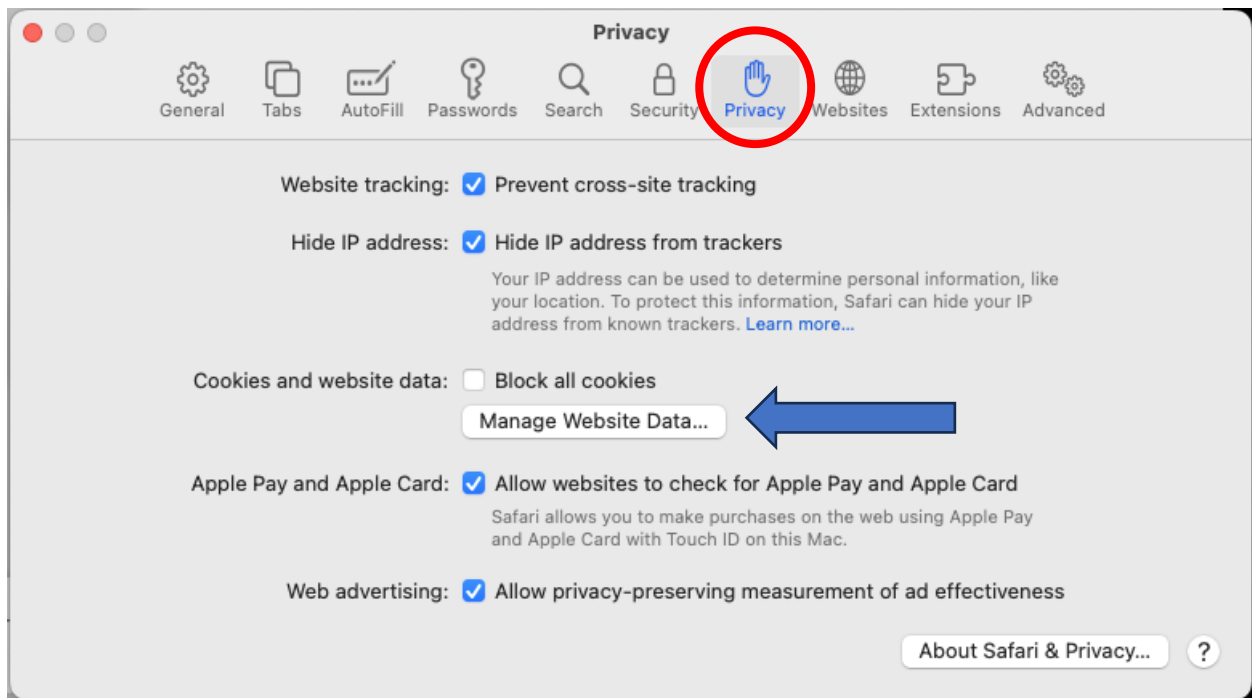 Privacy
General Tabs AutoFill Passwords Search Security Privacy Websites Extensions Advanced
Website tracking: Prevent cross-site tracking
Hide IP address: Hide IP address from trackers
Your IP address can be used to determine personal information, like
your location. To protect this information, Safari can hide your IP
address from known trackers. Learn more...
Cookies and website data: Block all cookies
Manage Website Data...
Apple Pay and Apple Card: Allow websites to check for Apple Pay and Apple Card
Safari allows you to make purchases on the web using Apple Pay
and Apple Card with Touch ID on this Mac.
Web advertising: Allow privacy-preserving measurement of ad effectiveness
About Safari & Privacy... ?